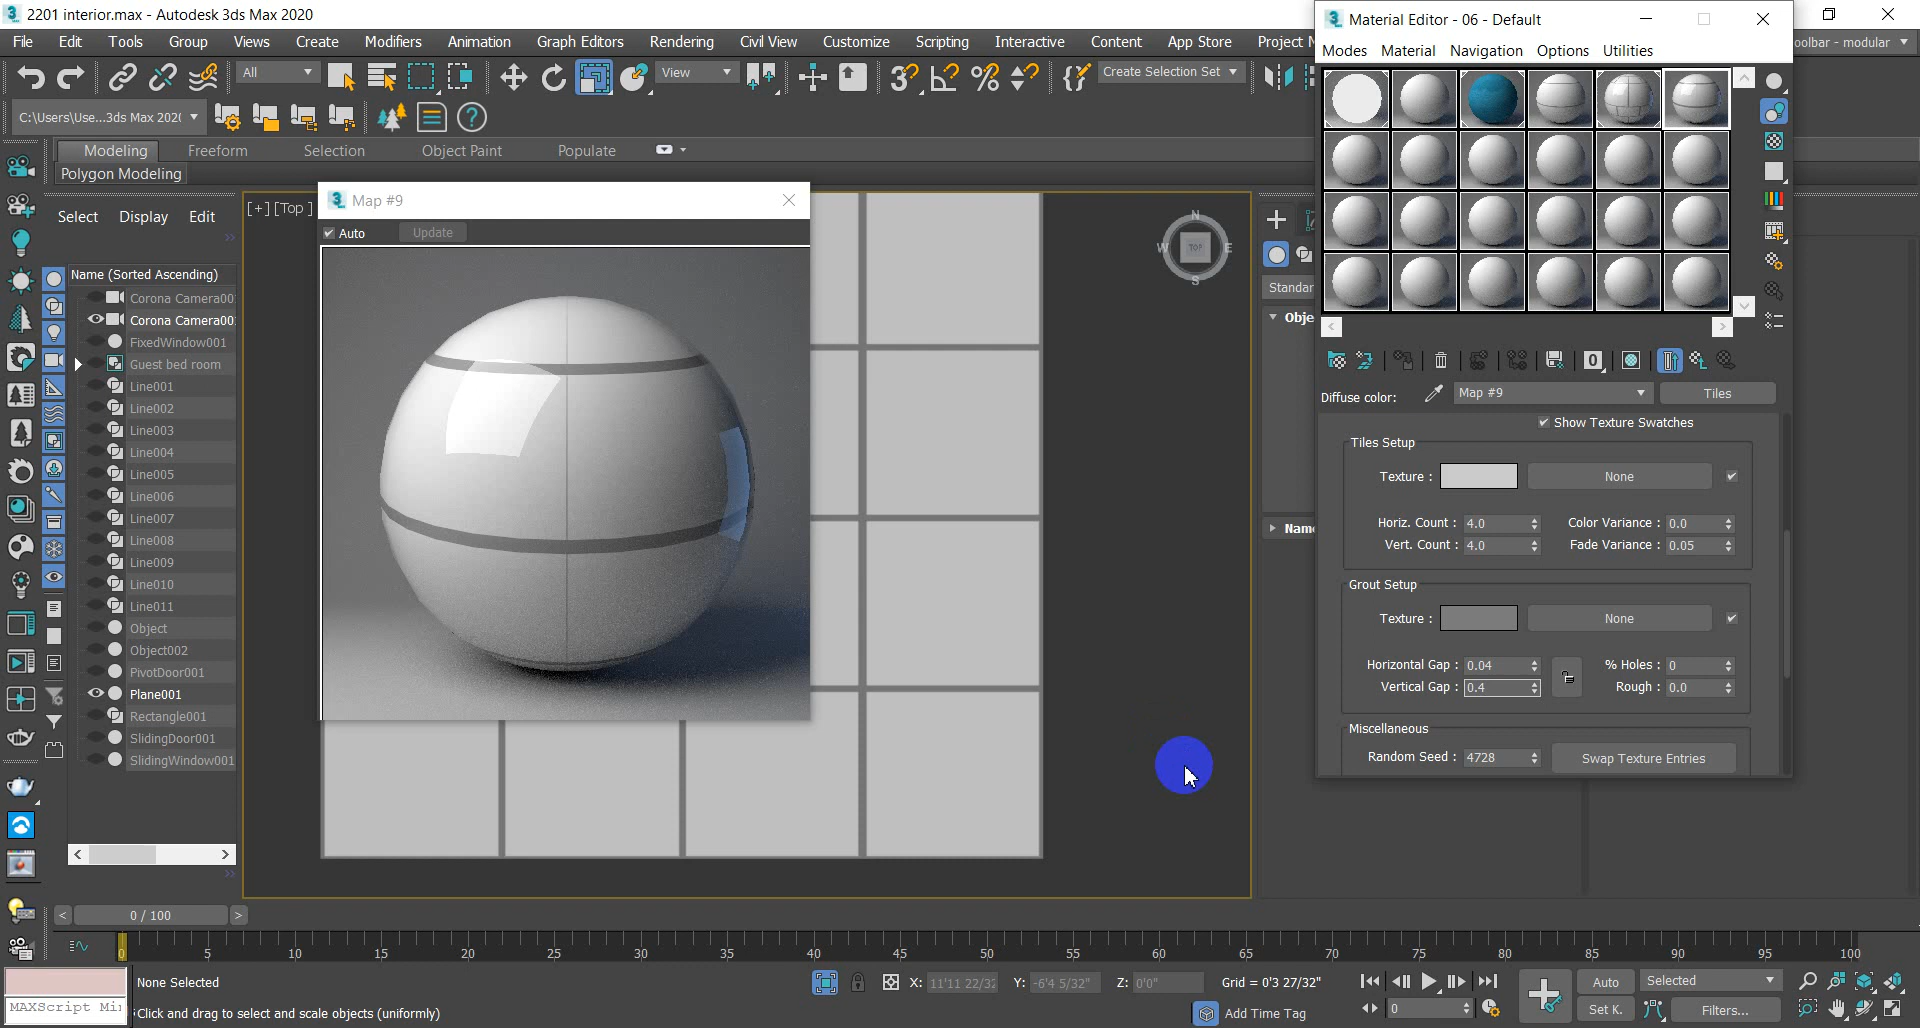 2201 interior.max - Autodesk 3ds Max 2020
File Edit Tools Group Views Create Modifiers Animation Graph Editors Rendering Civil View Customize Scripting Interactive Content App Store
All View Create Selection Set
C:\Users\Use...3ds Max 202(
Modeling Freeform Selection Object Paint Populate
Polygon Modeling
Select Display Edit
Name (Sorted Ascending)
Corona Camera00
Corona Camera00
FixedWindow001
Guest bed room
Line001
Line002
Line003
Line004
Line005
Line006
Line007
Line008
Line009
Line010
Line011
Object
Object002
PivotDoor001
Plane001
Rectangle001
SlidingDoor001
SlidingWindow001
[+] [Top ]
Map #9
Auto Update
N
W TOP E
S
Standar
Obje
Name
Material Editor - 06 - Default
Modes Material Navigation Options Utilities
oolbar - modular
Diffuse color: Map #9 Tiles
Show Texture Swatches
Tiles Setup
Texture : None
Horiz. Count : 4.0 Color Variance : 0.0
Vert. Count : 4.0 Fade Variance : 0.05
Grout Setup
Texture : None
Horizontal Gap : 0.04 % Holes : 0
Vertical Gap : 0.4 Rough : 0.0
Miscellaneous
Random Seed : 4728 Swap Texture Entries
0 / 100
0 5 10 15 20 25 30 35 40 45 50 55 60 65 70 75 80 85 90 95 100
None Selected X: 11'11 22/32 Y: -6'4 5/32" Z: 0'0" Grid = 0'3 27/32" Auto Selected
MAXScript Mi Click and drag to select and scale objects (uniformly) Add Time Tag 0 Set K. Filters...